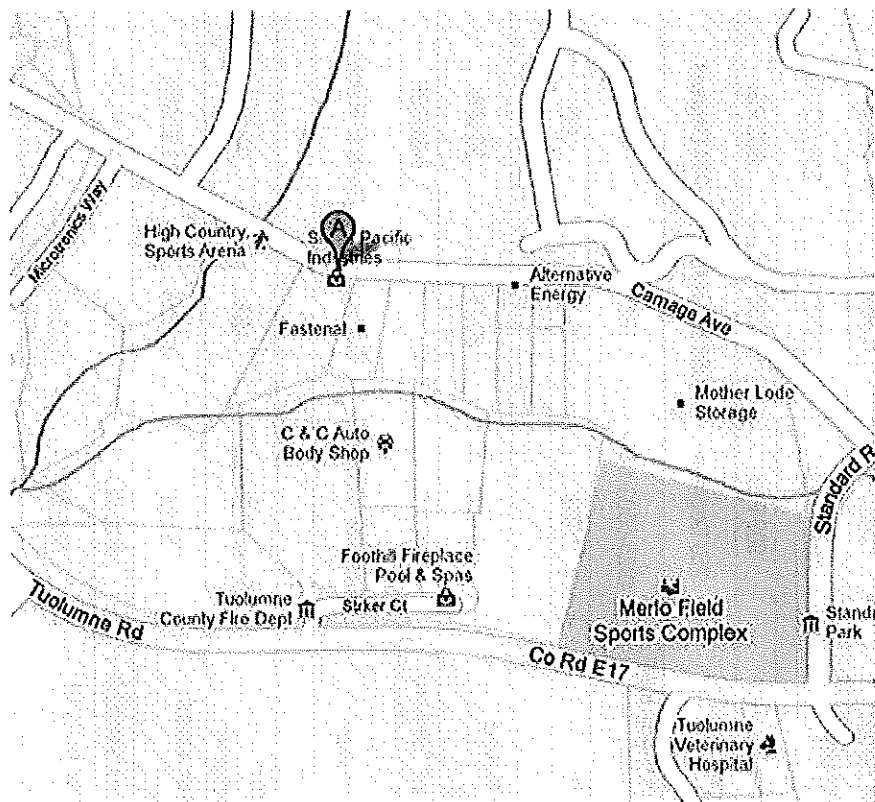 Microtronics Way
High Country
Sports Arena
A
Pacific
Industries
Alternative
Energy
Camage Ave
Fastenal
Mother Lode
Storage
C & C Auto
Body Shop
Standard R
Foothill Fireplace
Pool & Spas
Tuolumne Rd
Tuolumne
County Fire Dept
Striker Ct
Merlo Field
Sports Complex
Stand
Park
Co Rd E17
Tuolumne
Veterinary
Hospital